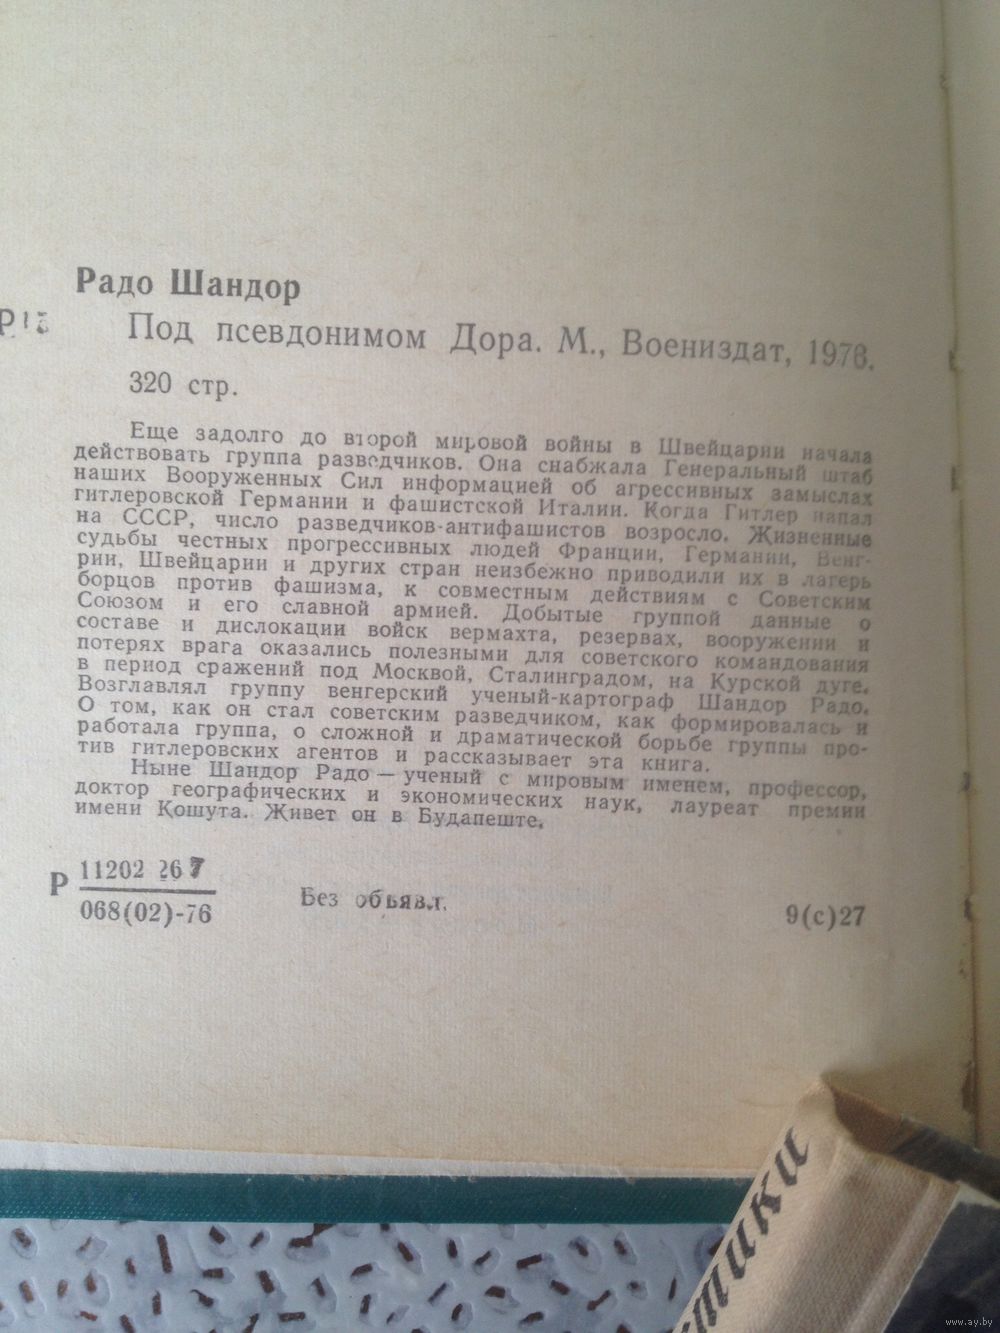 Радо Шандор
Под псевдонимом Дора. М., Воениздат, 1976.
320 стр.
Еще задолго до второй мировой войны в Швейцарии начала
действовать группа разведчиков. Она снабжала Генеральный штаб
наших Вооруженных Сил информацией об агрессивных замыслах
гитлеровской Германии и фашистской Италии. Когда Гитлер напал
на СССР, число разведчиков-антифашистов возросло. Жизненные
судьбы честных прогрессивных людей Франции, Германии, Венг-
рии, Швейцарии и других стран неизбежно приводили их в лагерь
борцов против фашизма, к совместным действиям с Советским
Союзом и его славной армией. Добытые группой данные о
составе и дислокации войск вермахта, резервах, вооружении и
потерях врага оказались полезными для советского командования
в период сражений под Москвой, Сталинградом, на Курской дуге.
Возглавлял группу венгерский ученый-картограф Шандор Радо.
О том, как он стал советским разведчиком, как формировалась и
работала группа, о сложной и драматической борьбе группы про-
тив гитлеровских агентов и рассказывает эта книга.
Ныне Шандор Радо — ученый с мировым именем, профессор,
доктор географических и экономических наук, лауреат премии
имени Кошута. Живет он в Будапеште.
Р 11202 267
068(02)-76
Без объявл.
9(с)27
тики
www.ay.by